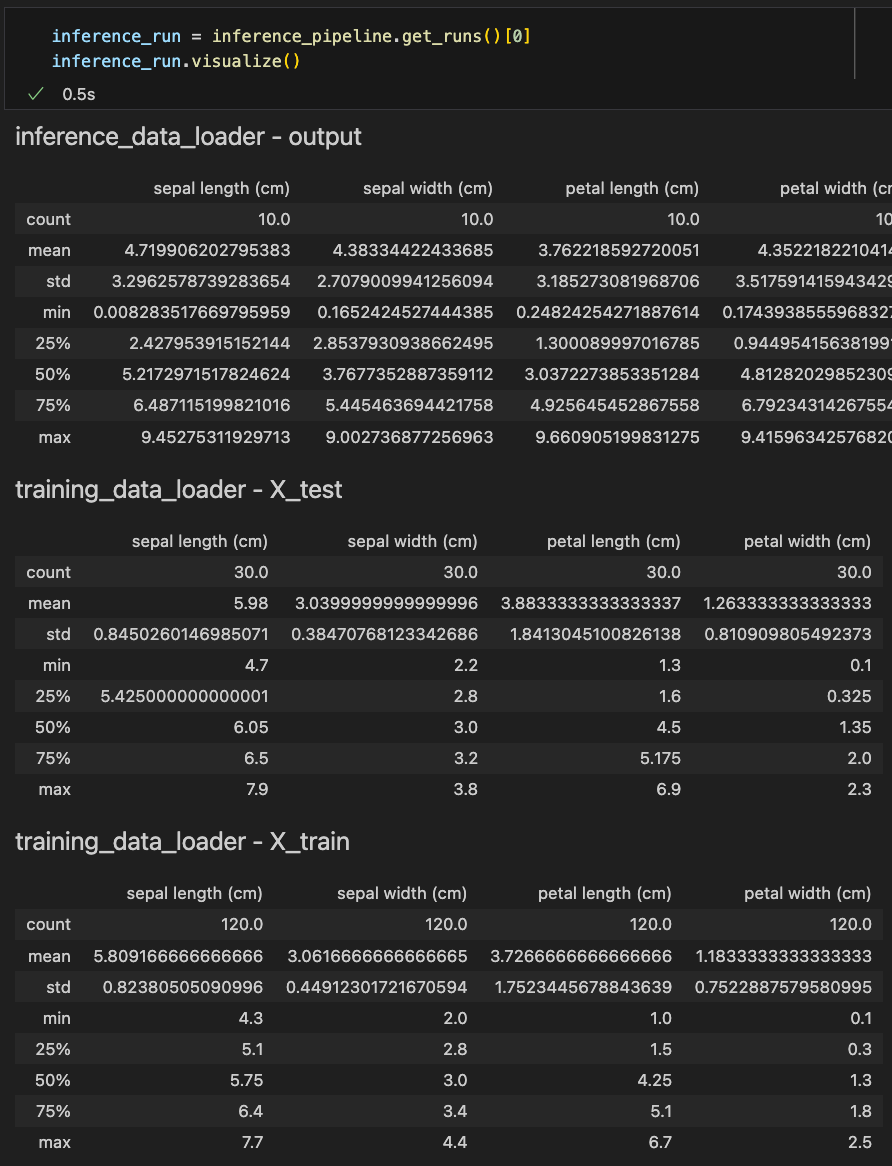 inference_run = inference_pipeline.get_runs()[0]
inference_run.visualize()
0.5s
inference_data_loader - output
sepal length (cm) sepal width (cm) petal length (cm) petal width (cm
count 10.0 10.0 10.0 10
mean 4.719906202795383 4.38334422433685 3.762218592720051 4.3522182210414
std 3.2962578739283654 2.7079009941256094 3.185273081968706 3.517591415943429
min 0.008283517669795959 0.1652424527444385 0.24824254271887614 0.1743938555968327
25% 2.427953915152144 2.8537930938662495 1.300089997016785 0.944954156381991
50% 5.2172971517824624 3.7677352887359112 3.0372273853351284 4.81282029852309
75% 6.487115199821016 5.445463694421758 4.925645452867558 6.792343142675554
max 9.45275311929713 9.002736877256963 9.660905199831275 9.41596342576820
training_data_loader - X_test
sepal length (cm) sepal width (cm) petal length (cm) petal width (cm)
count 30.0 30.0 30.0 30.0
mean 5.98 3.0399999999999996 3.8833333333333337 1.263333333333333
std 0.8450260146985071 0.38470768123342686 1.8413045100826138 0.810909805492373
min 4.7 2.2 1.3 0.1
25% 5.425000000000001 2.8 1.6 0.325
50% 6.05 3.0 4.5 1.35
75% 6.5 3.2 5.175 2.0
max 7.9 3.8 6.9 2.3
training_data_loader - X_train
sepal length (cm) sepal width (cm) petal length (cm) petal width (cm)
count 120.0 120.0 120.0 120.0
mean 5.809166666666666 3.0616666666666665 3.7266666666666666 1.1833333333333333
std 0.82380505090996 0.44912301721670594 1.7523445678843639 0.7522887579580995
min 4.3 2.0 1.0 0.1
25% 5.1 2.8 1.5 0.3
50% 5.75 3.0 4.25 1.3
75% 6.4 3.4 5.1 1.8
max 7.7 4.4 6.7 2.5